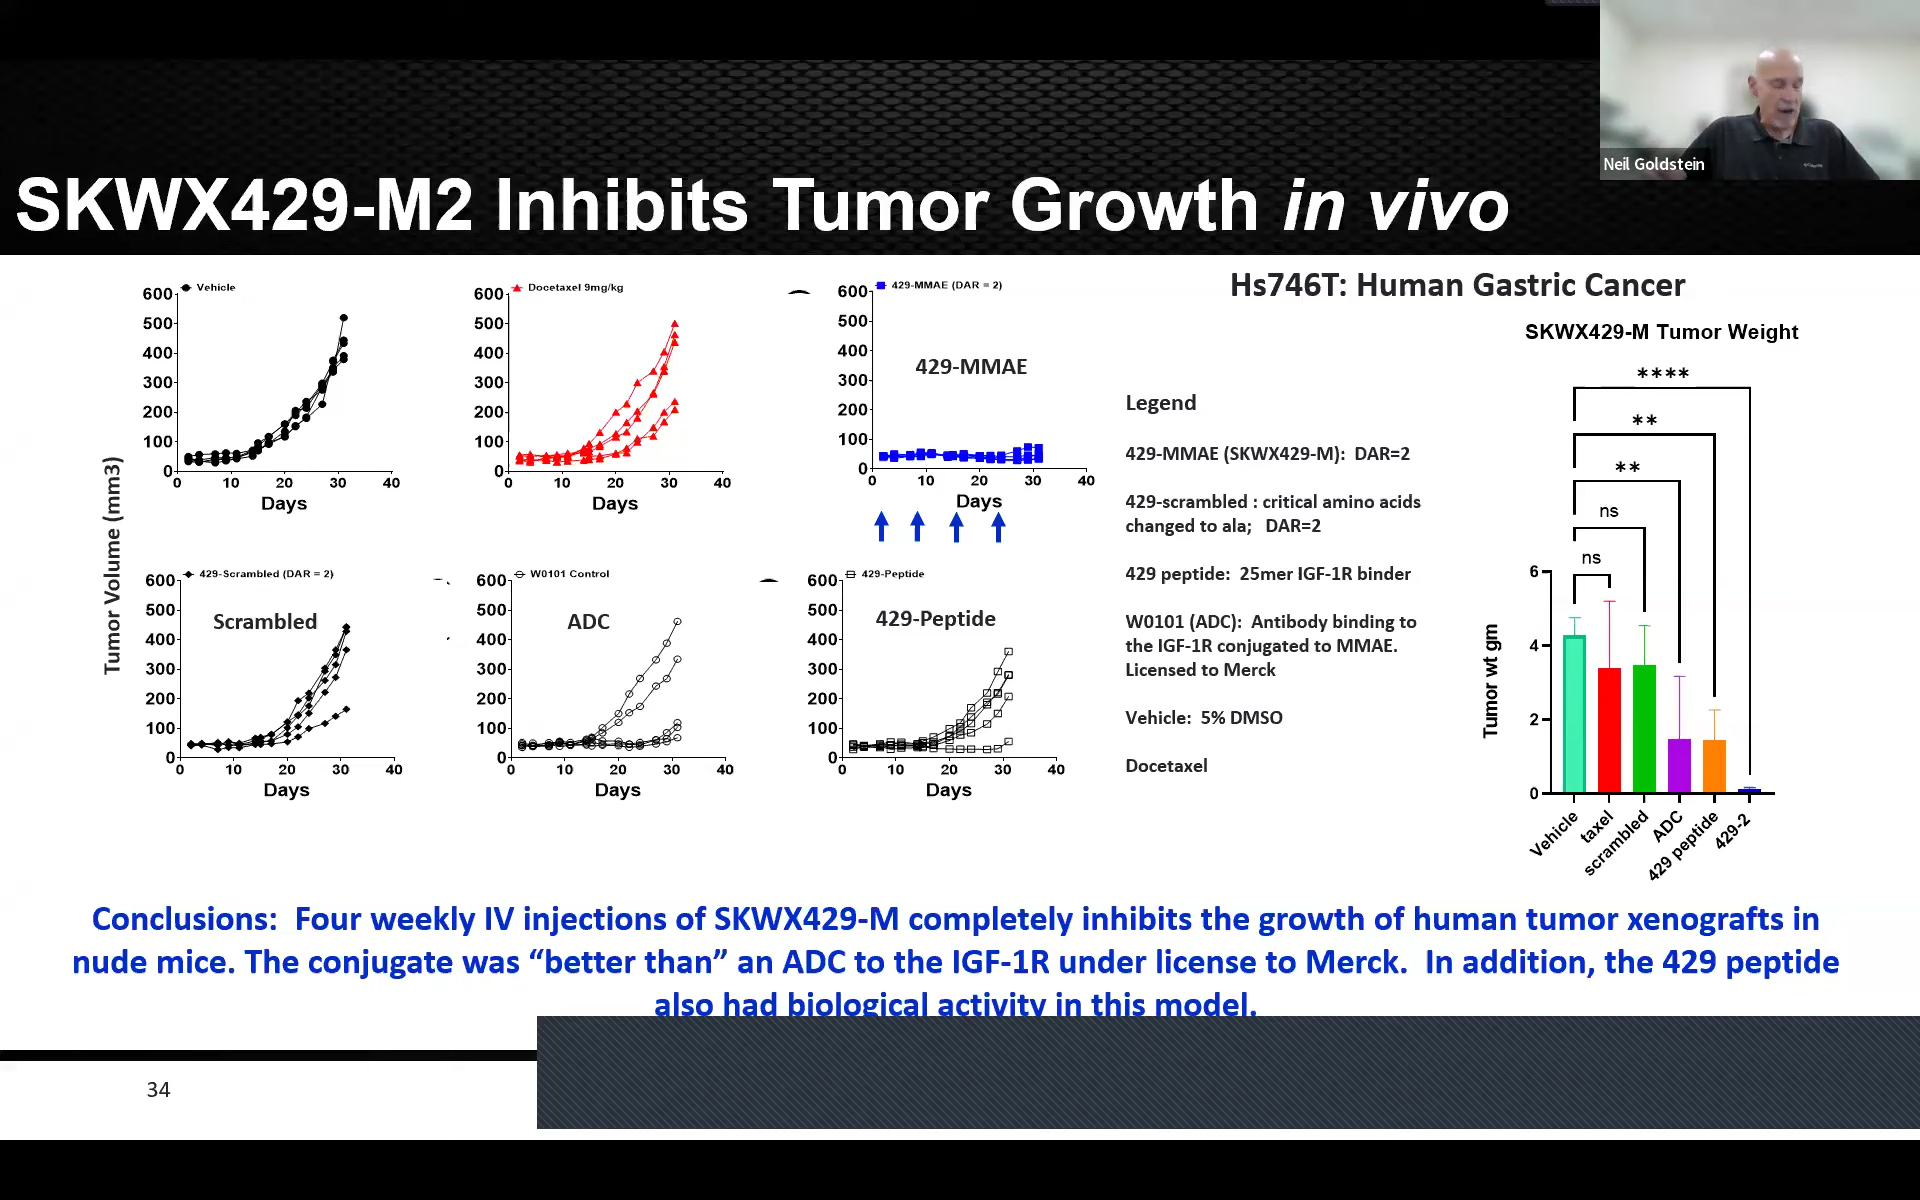 Neil Goldstein
SKWX429-M2 Inhibits Tumor Growth in vivo
Hs746T: Human Gastric Cancer
Tumor Volume (mm3)
Vehicle
600
500
400
300
200
100
0
0 10 20 30 40
Days
Docetaxel 9mg/kg
600
500
400
300
200
100
0
0 10 20 30 40
Days
429-MMAE (DAR = 2)
429-MMAE
600
500
400
300
200
100
0
0 10 20 30 40
Days
429-Scrambled (DAR = 2)
Scrambled
600
500
400
300
200
100
0
0 10 20 30 40
Days
W0101 Control
ADC
600
500
400
300
200
100
0
0 10 20 30 40
Days
429-Peptide
429-Peptide
600
500
400
300
200
100
0
0 10 20 30 40
Days
Legend
429-MMAE (SKWX429-M): DAR=2
429-scrambled : critical amino acids
changed to ala; DAR=2
429 peptide: 25mer IGF-1R binder
W0101 (ADC): Antibody binding to
the IGF-1R conjugated to MMAE.
Licensed to Merck
Vehicle: 5% DMSO
Docetaxel
SKWX429-M Tumor Weight
****
**
**
ns
ns
Tumor wt gm
6
4
2
0
Vehicle
taxel
scrambled
ADC
429 peptide
429-2
Conclusions: Four weekly IV injections of SKWX429-M completely inhibits the growth of human tumor xenografts in
nude mice. The conjugate was “better than” an ADC to the IGF-1R under license to Merck. In addition, the 429 peptide
also had biological activity in this model.
34